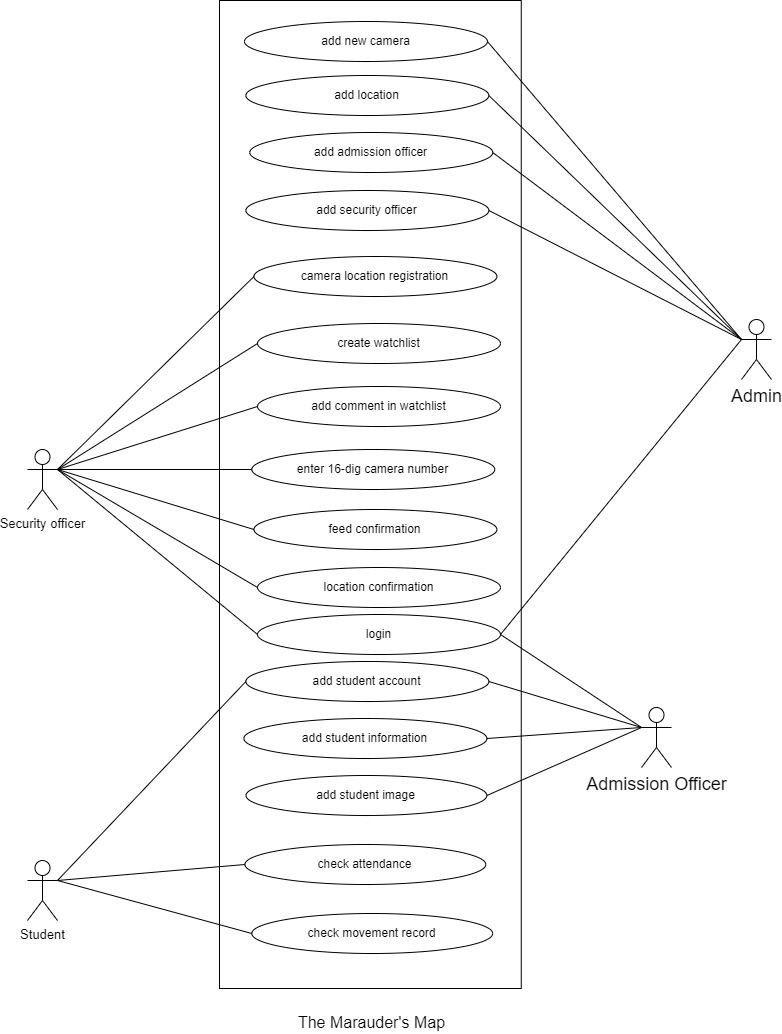 add new camera
add location
add admission officer
add security officer
camera location registration
create watchlist
Admin
add comment in watchlist
enter 16-dig camera number
Security officer
feed confirmation
location confirmation
login
add student account
add student information
Admission Officer
add student image
check attendance
check movement record
Student
The Marauder's Map